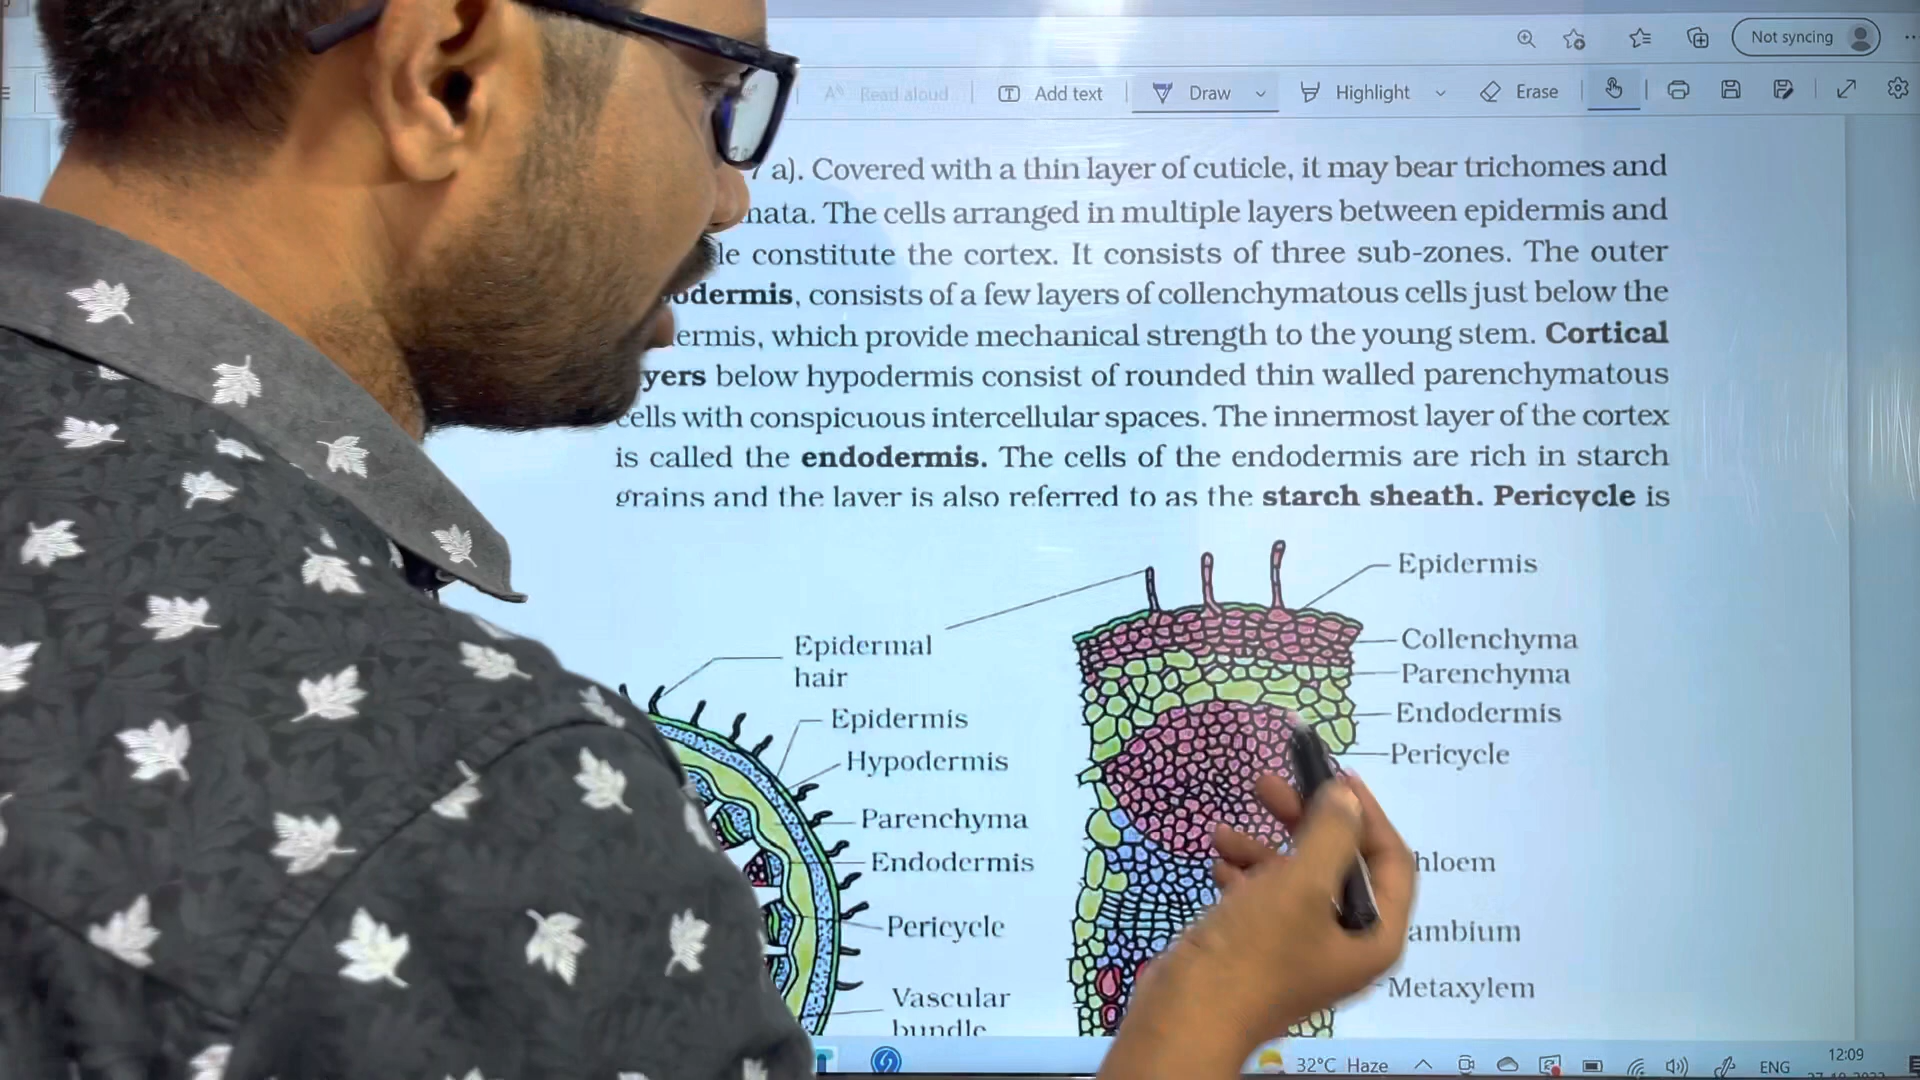 Not syncing
Read aloud
Add text
Draw
Highlight
Erase
a). Covered with a thin layer of cuticle, it may bear trichomes and
The cells arranged in multiple layers between epidermis and
constitute the cortex. It consists of three sub-zones. The outer
consists of a few layers of collenchymatous cells just below the
which provide mechanical strength to the young stem. Cortical
below hypodermis consist of rounded thin walled parenchymatous
cells with conspicuous intercellular spaces. The innermost layer of the cortex
is called the endodermis. The cells of the endodermis are rich in starch
grains and the layer is also referred to as the starch sheath. Pericycle is
Epidermal
hair
Epidermis
Hypodermis
Parenchyma
Endodermis
Pericycle
Vascular
bundle
Epidermis
Collenchyma
Parenchyma
Endodermis
Pericycle
hloem
ambium
Metaxylem
32°C Haze
ENG
12:09